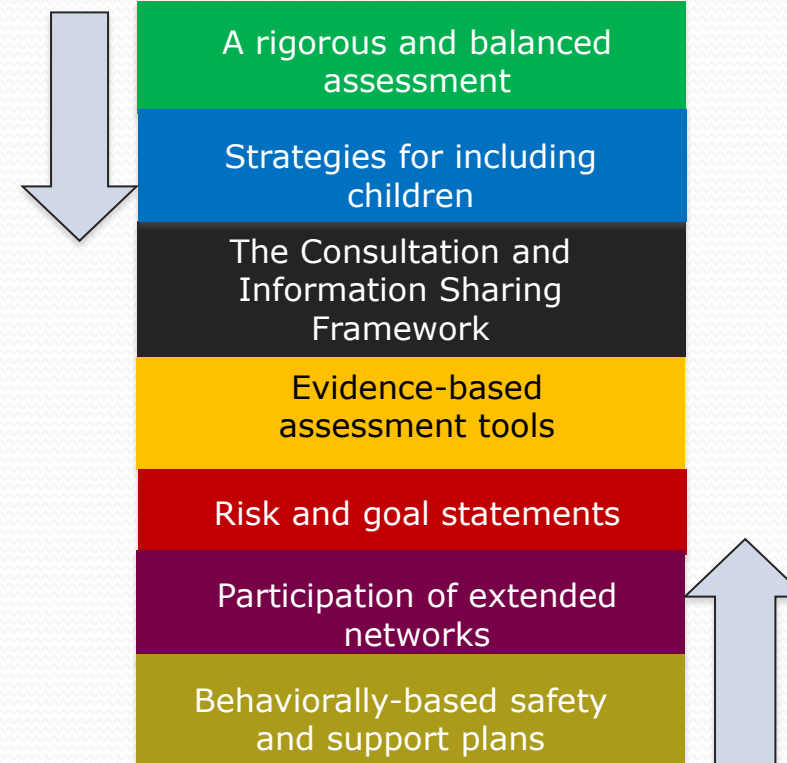 A rigorous and balanced
assessment
Strategies for including
children
The Consultation and
Information Sharing
Framework
Evidence-based
assessment tools
Risk and goal statements
Participation of extended
networks
Behaviorally-based safety
and support plans